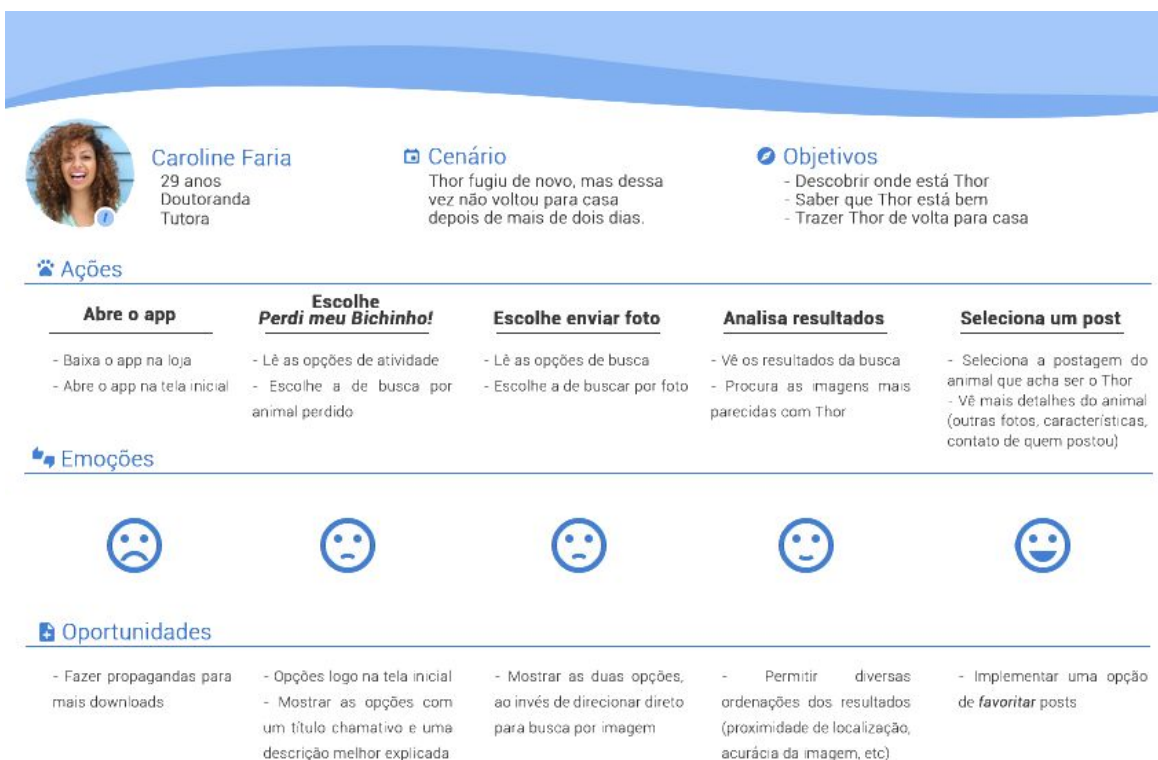 Caroline Faria
29 anos
Doutoranda
Tutora
Cenário
Thor fugiu de novo, mas dessa
vez não voltou para casa
depois de mais de dois dias.
Objetivos
- Descobrir onde está Thor
- Saber que Thor está bem
- Trazer Thor de volta para casa
Ações
Abre o app
- Baixa o app na loja
- Abre o app na tela inicial
Escolhe
Perdi meu Bichinho!
- Lê as opções de atividade
- Escolhe a de busca por
animal perdido
Escolhe enviar foto
- Lê as opções de busca
- Escolhe a de buscar por foto
Analisa resultados
- Vê os resultados da busca
- Procura as imagens mais
parecidas com Thor
Seleciona um post
- Seleciona a postagem do
animal que acha ser o Thor
- Vê mais detalhes do animal
(outras fotos, características,
contato de quem postou)
Emoções
Oportunidades
- Fazer propagandas para
mais downloads
- Opções logo na tela inicial
- Mostrar as opções com
um título chamativo e uma
descrição melhor explicada
- Mostrar as duas opções,
ao invés de direcionar direto
para busca por imagem
- Permitir diversas
ordenações dos resultados
(proximidade de localização,
acurácia da imagem, etc)
- Implementar uma opção
de favoritar posts